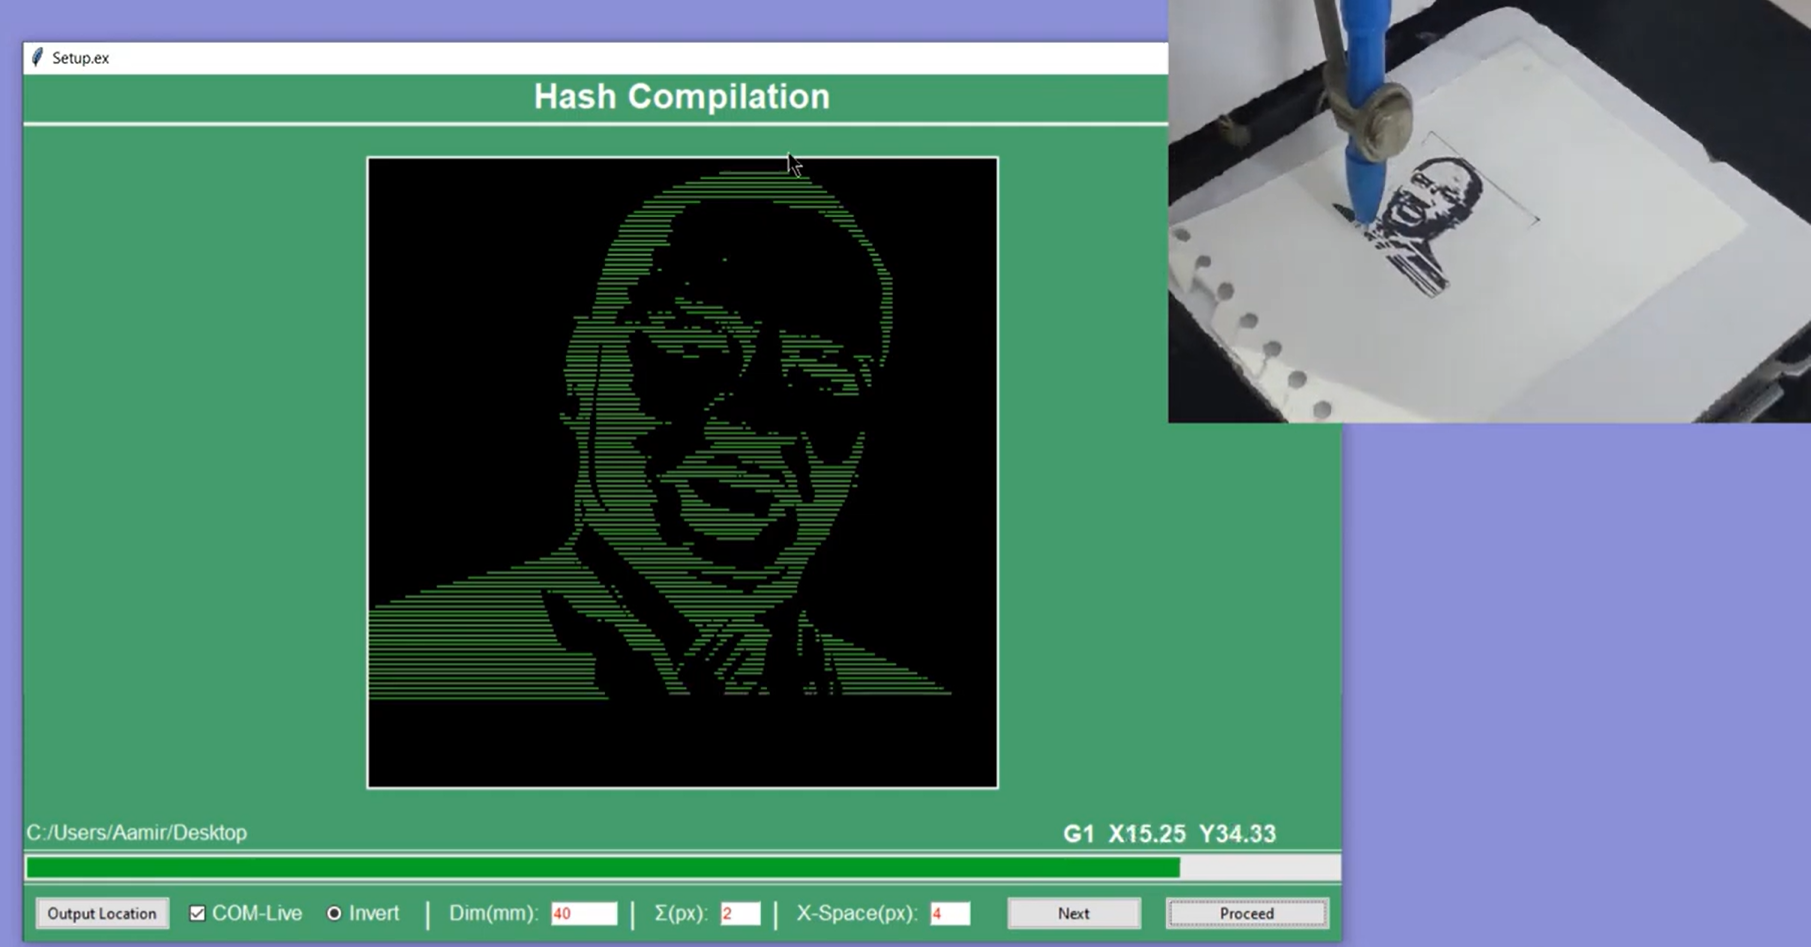 Setup.ex
Hash Compilation
C:/Users/Aamir/Desktop
G1 X15.25 Y34.33
Output Location COM-Live Invert | Dim(mm): 40 | Σ(px): 2 | X-Space(px): 4 Next Proceed